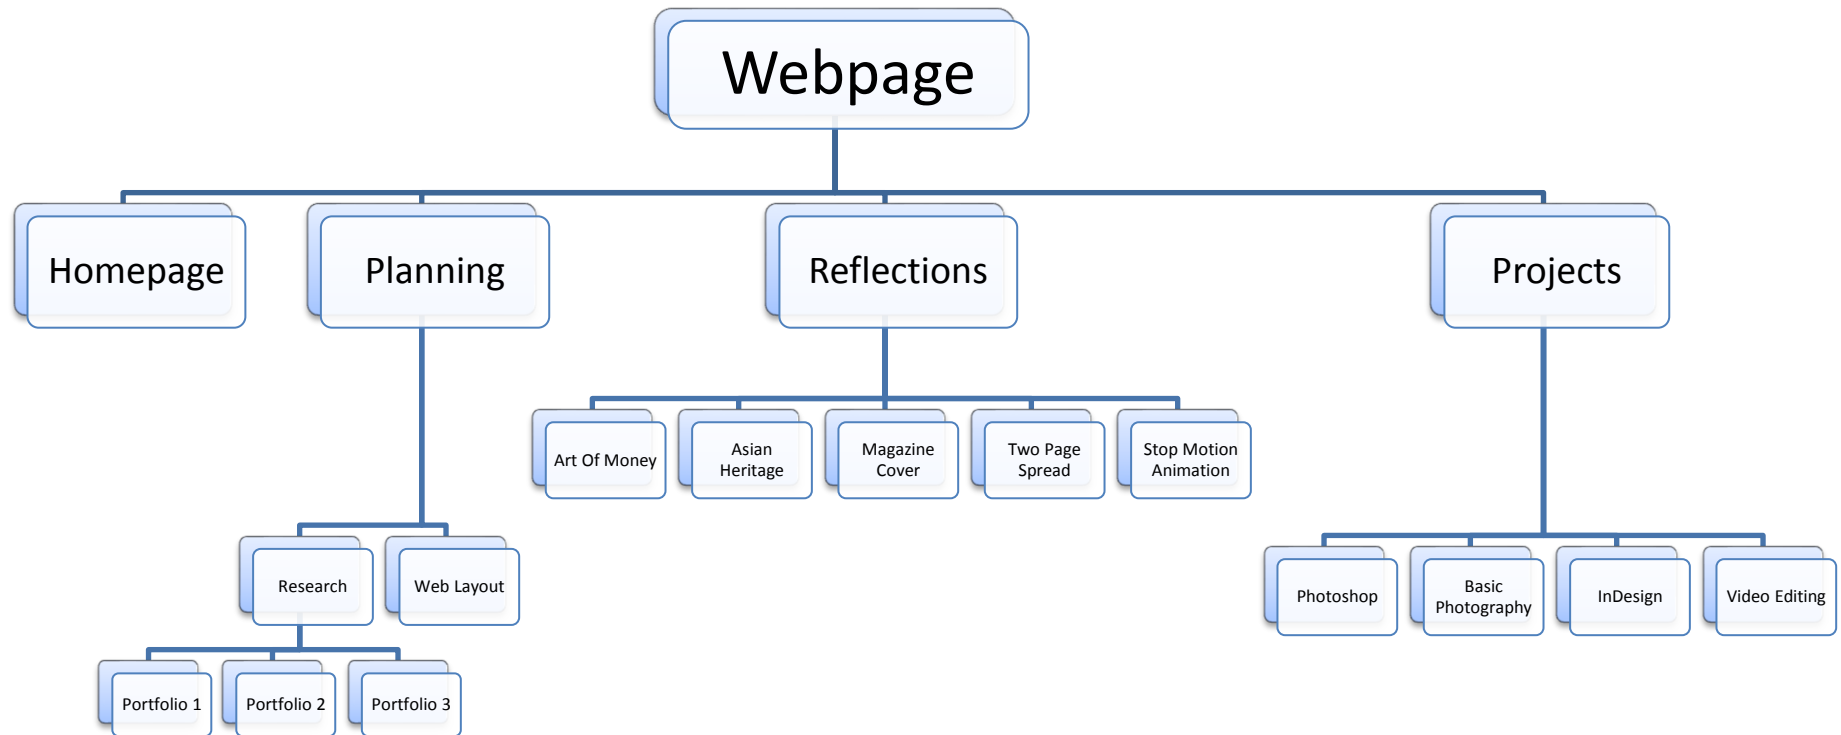 Webpage
Homepage
Planning
Reflections
Projects
Art Of Money
Asian
Heritage
Magazine
Cover
Two Page
Spread
Stop Motion
Animation
Research
Web Layout
Photoshop
Basic
Photography
InDesign
Video Editing
Portfolio 1
Portfolio 2
Portfolio 3